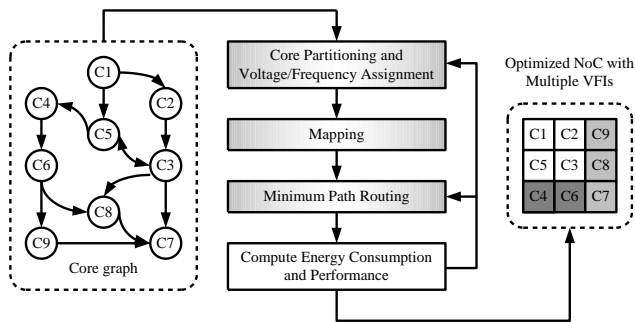 C1
C4
C2
C5
C6
C3
C8
C9
C7
Core graph
Core Partitioning and
Voltage/Frequency Assignment
Mapping
Minimum Path Routing
Compute Energy Consumption
and Performance
Optimized NoC with
Multiple VFIs
C1 C2 C9
C5 C3 C8
C4 C6 C7